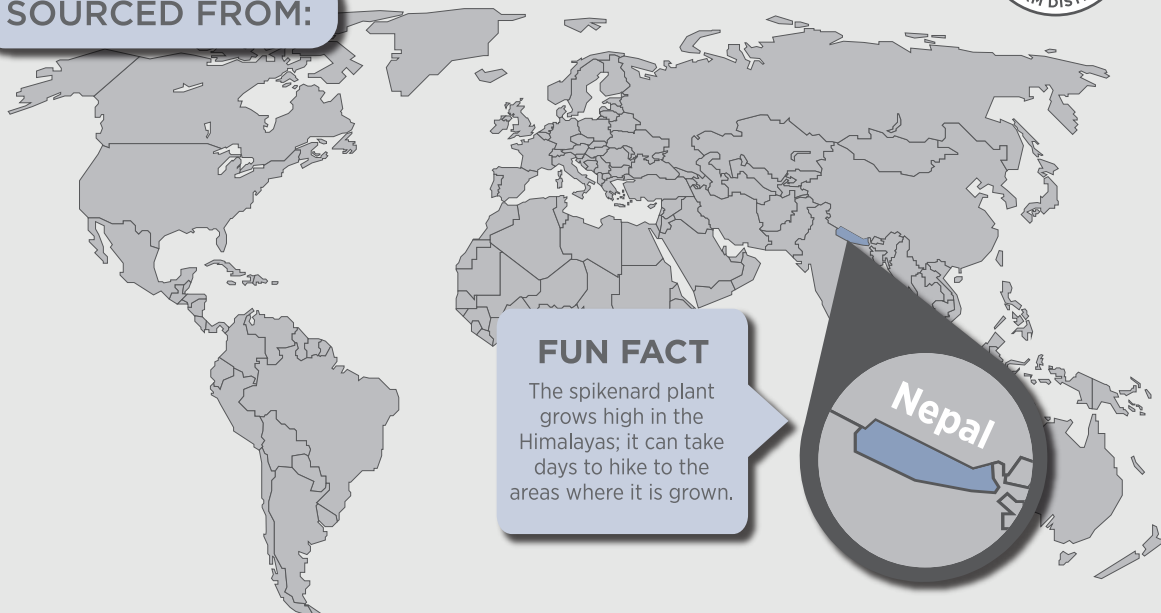 SOURCED FROM:
FUN FACT
The spikenard plant
grows high in the
Himalayas; it can take
days to hike to the
areas where it is grown.
Nepal